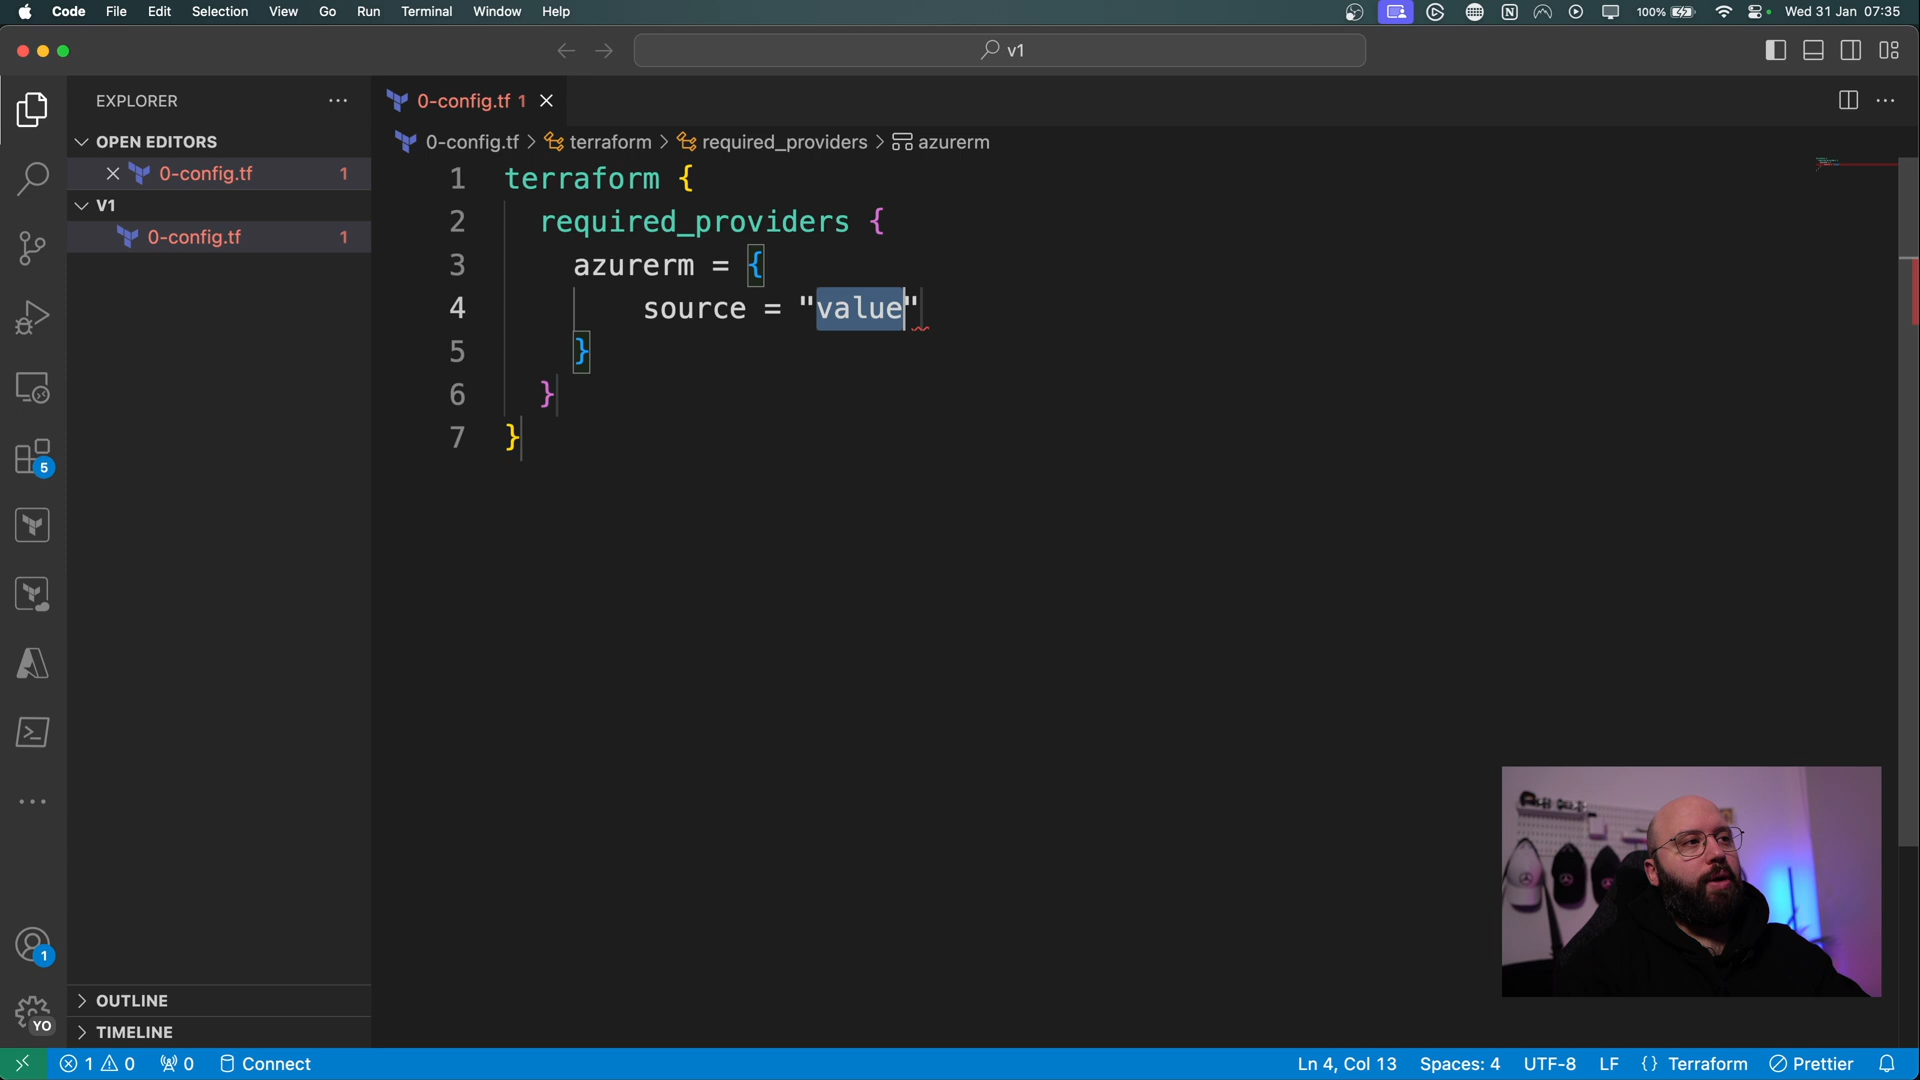 Code File Edit Selection View Go Run Terminal Window Help 100% Wed 31 Jan 07:35
v1
EXPLORER
0-config.tf 1
OPEN EDITORS
0-config.tf > terraform > required_providers > azurerm
0-config.tf 1
V1
0-config.tf 1
1 terraform {
2 required_providers {
3 azurerm = {
4 source = "value"
5 }
6 }
7 }
5
1
YO
OUTLINE
TIMELINE
1 0 0 Connect Ln 4, Col 13 Spaces: 4 UTF-8 LF {} Terraform Prettier